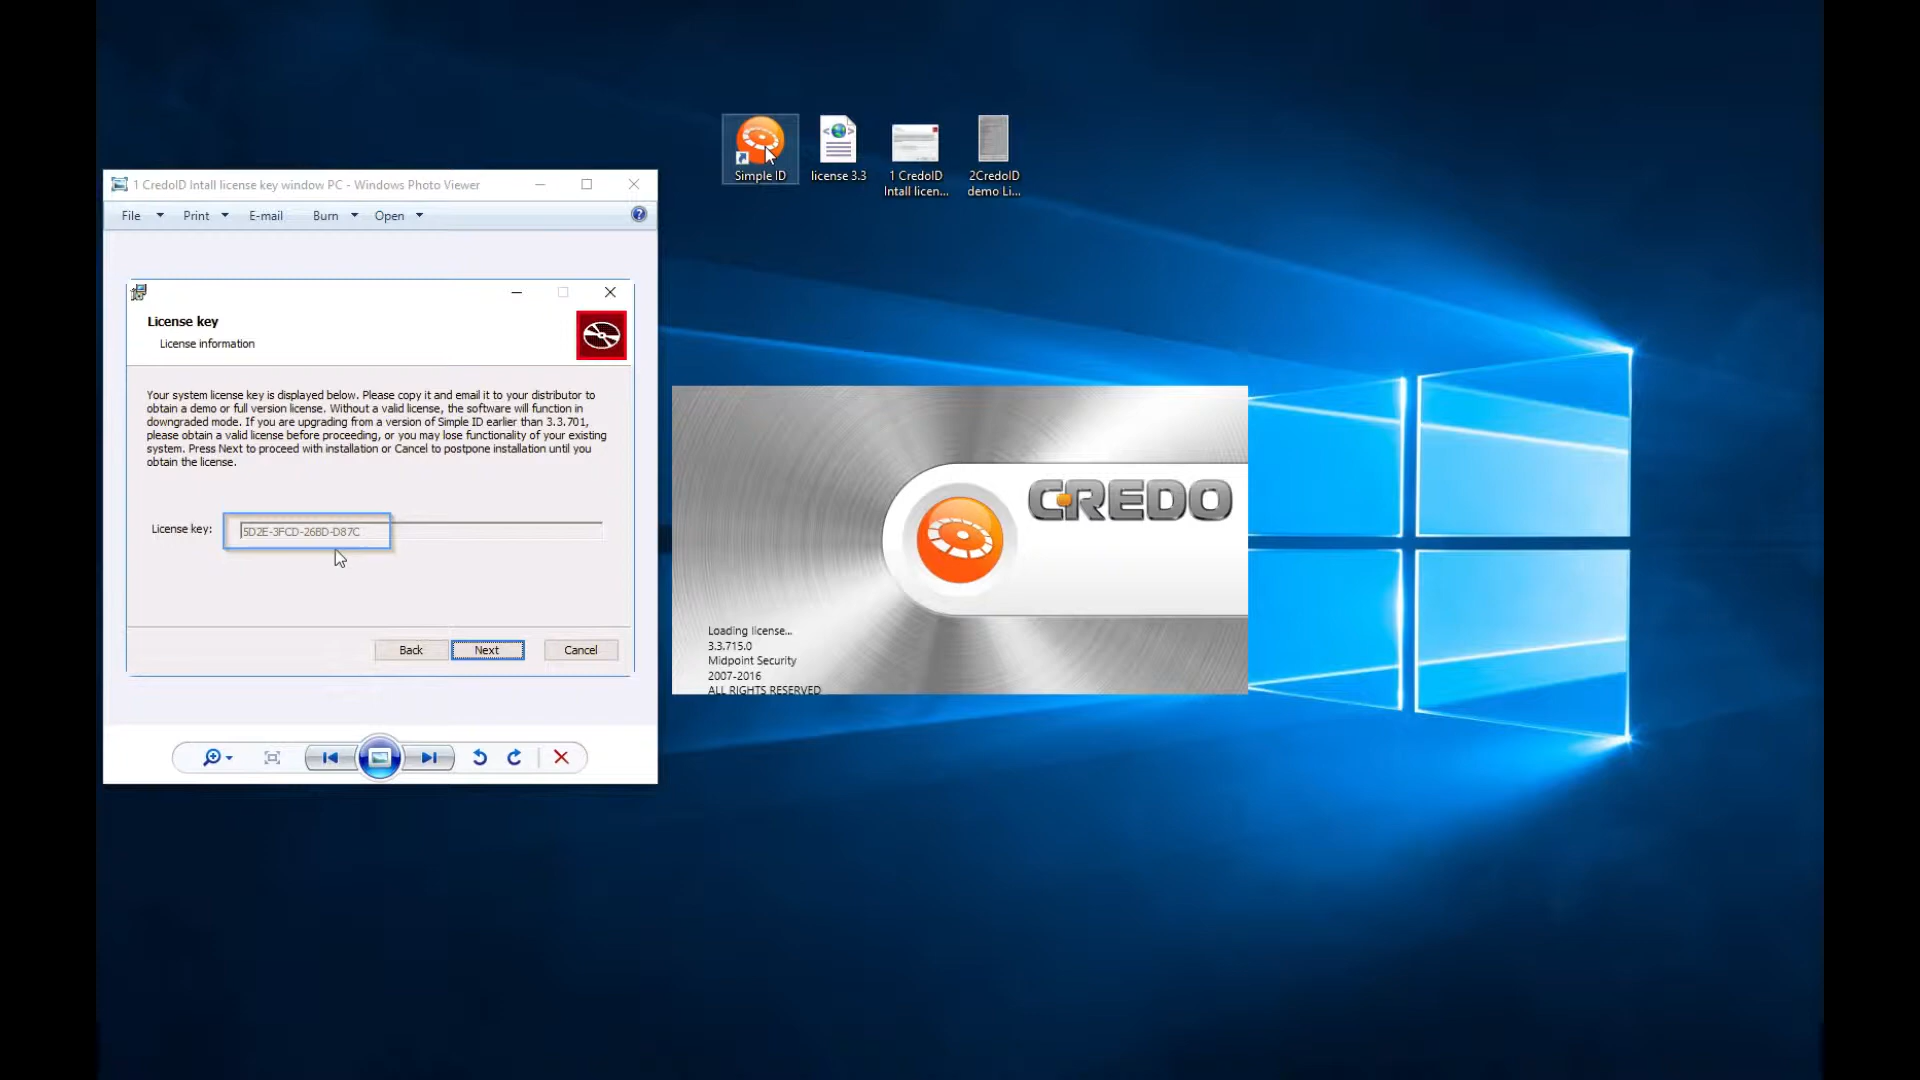 Simple ID
license 3.3
1 CredoID
Intall licen...
2CredoID
demo Li...
1 CredoID Intall license key window PC - Windows Photo Viewer
File Print E-mail Burn Open
License key
License information
Your system license key is displayed below. Please copy it and email it to your distributor to
obtain a demo or full version license. Without a valid license, the software will function in
downgraded mode. If you are upgrading from a version of Simple ID earlier than 3.3.701,
please obtain a valid license before proceeding, or you may lose functionality of your existing
system. Press Next to proceed with installation or Cancel to postpone installation until you
obtain the license.
License key: 5D2E-3FCD-26BD-D87C
Back Next Cancel
CREDO
Loading license...
3.3.715.0
Midpoint Security
2007-2016
ALL RIGHTS RESERVED